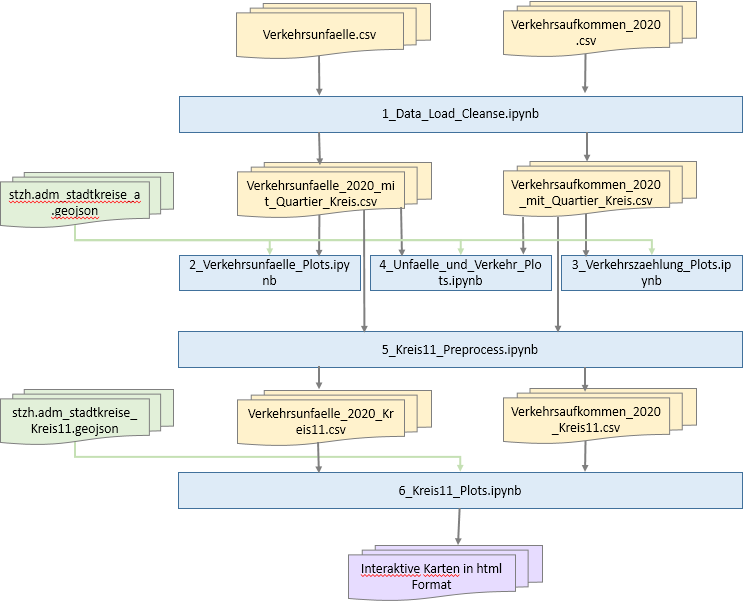 Verkehrsunfaelle.csv
Verkehrsaufkommen_2020
.csv
1_Data_Load_Cleanse.ipynb
stzh.adm_stadtkreise_a
.geojson
Verkehrsunfaelle_2020_mi
t_Quartier_Kreis.csv
Verkehrsaufkommen_2020
_mit_Quartier_Kreis.csv
2_Verkehrsunfaelle_Plots.ipy
nb
4_Unfaelle_und_Verkehr_Plo
ts.ipynb
3_Verkehrszaehlung_Plots.ip
ynb
5_Kreis11_Preprocess.ipynb
stzh.adm_stadtkreise_
Kreis11.geojson
Verkehrsunfaelle_2020_Kr
eis11.csv
Verkehrsaufkommen_2020
_Kreis11.csv
6_Kreis11_Plots.ipynb
Interaktive Karten in html
Format